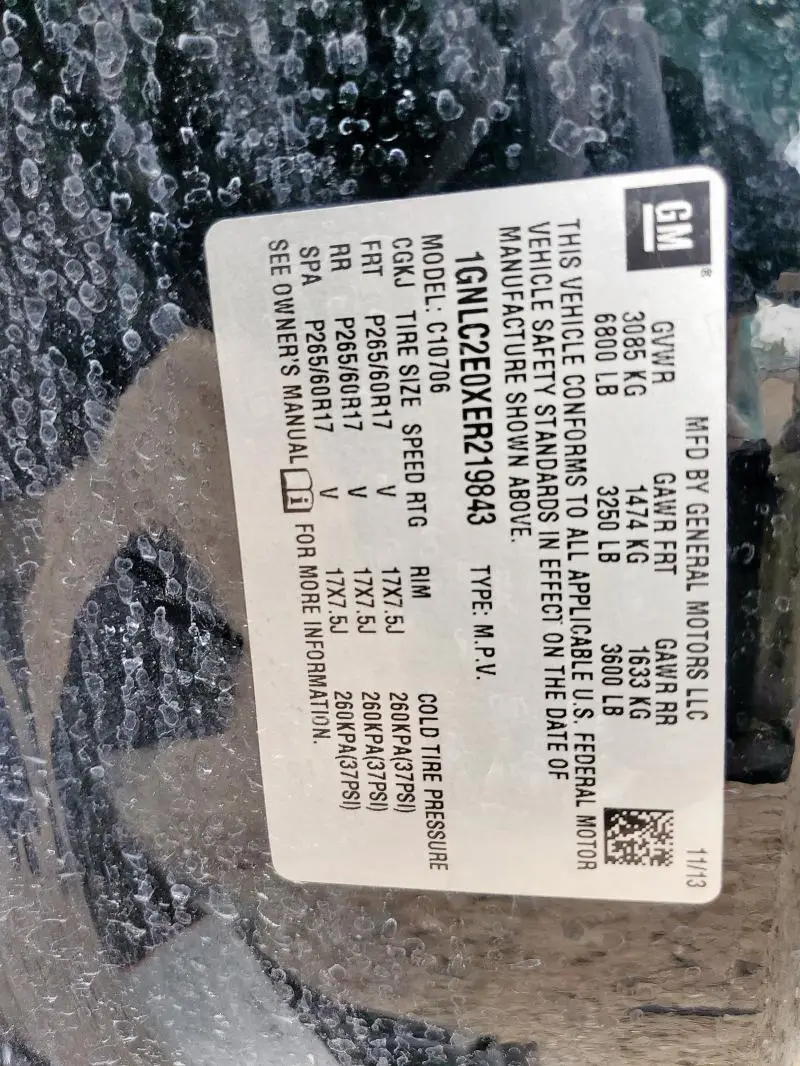 GM
®
MFD BY GENERAL MOTORS LLC 11/13
GVWR GAWR FRT GAWR RR
3085 KG 1474 KG 1633 KG
6800 LB 3250 LB 3600 LB
THIS VEHICLE CONFORMS TO ALL APPLICABLE U.S. FEDERAL MOTOR
VEHICLE SAFETY STANDARDS IN EFFECT ON THE DATE OF
MANUFACTURE SHOWN ABOVE.
1GNLC2E0XER219843 TYPE: M.P.V.
MODEL: C10706
CGKJ TIRE SIZE SPEED RTG RIM COLD TIRE PRESSURE
FRT P265/60R17 V 17X7.5J 260KPA(37PSI)
RR P265/60R17 V 17X7.5J 260KPA(37PSI)
SPA P265/60R17 V 17X7.5J 260KPA(37PSI)
SEE OWNER'S MANUAL i FOR MORE INFORMATION.